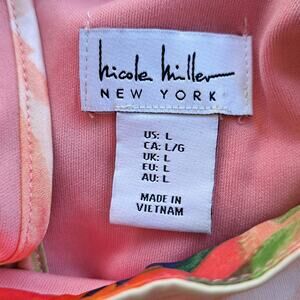 nicole miller
NEW YORK
US: L
CA: L/G
UK: L
EU: L
AU: L
MADE IN
VIETNAM